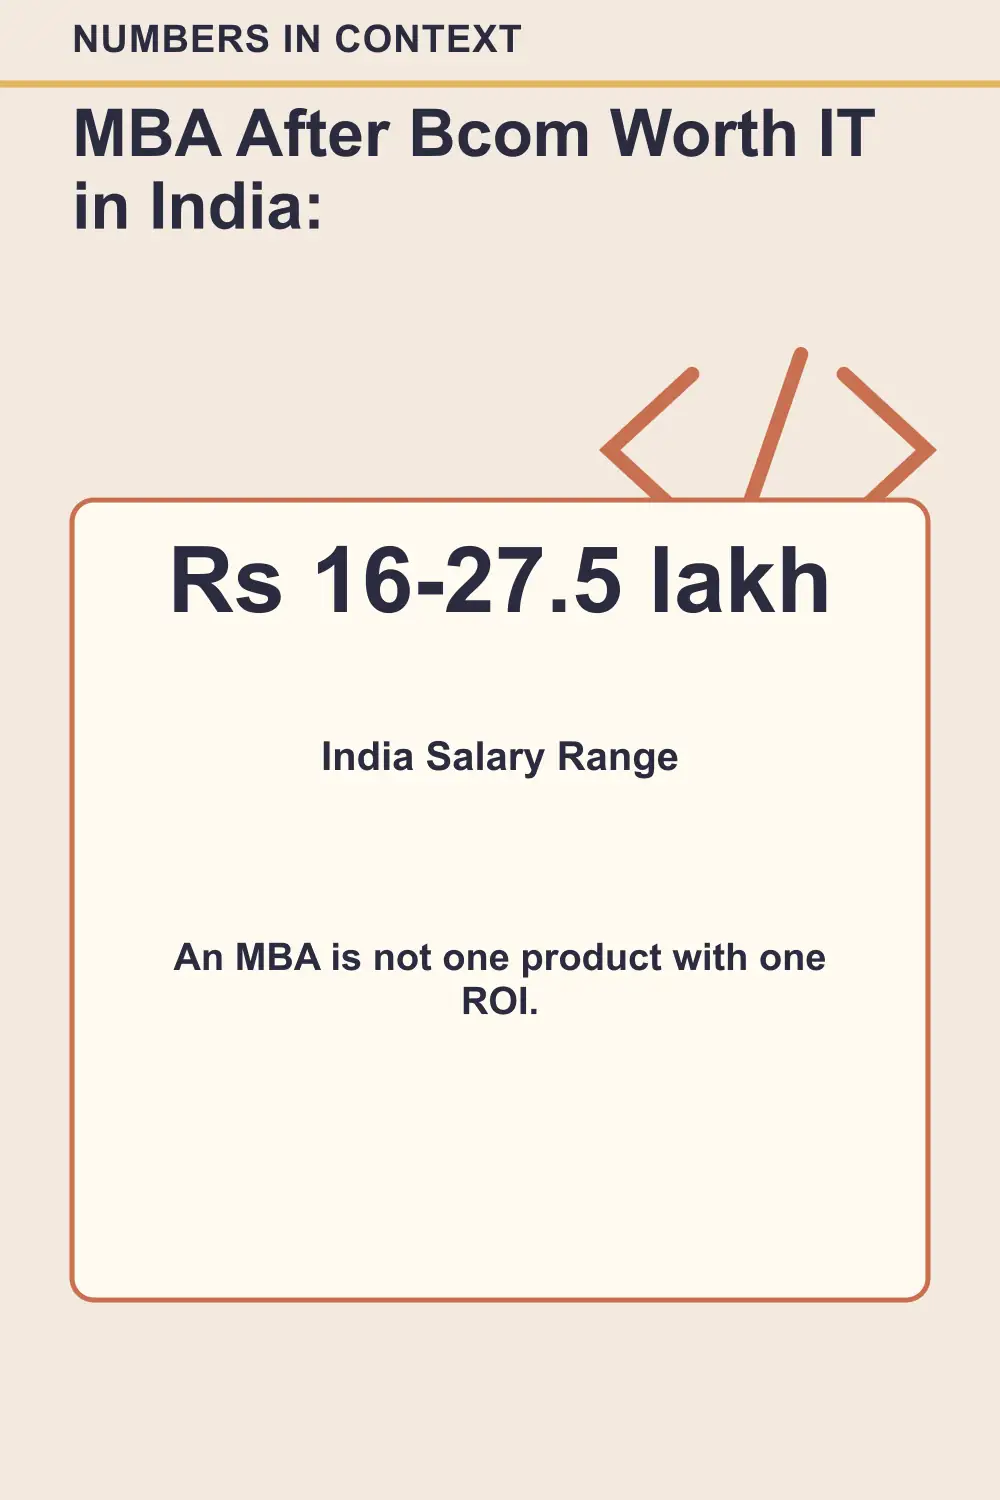 NUMBERS IN CONTEXT
MBA After Bcom Worth IT
in India:
Rs 16-27.5 lakh
India Salary Range
An MBA is not one product with one
ROI.